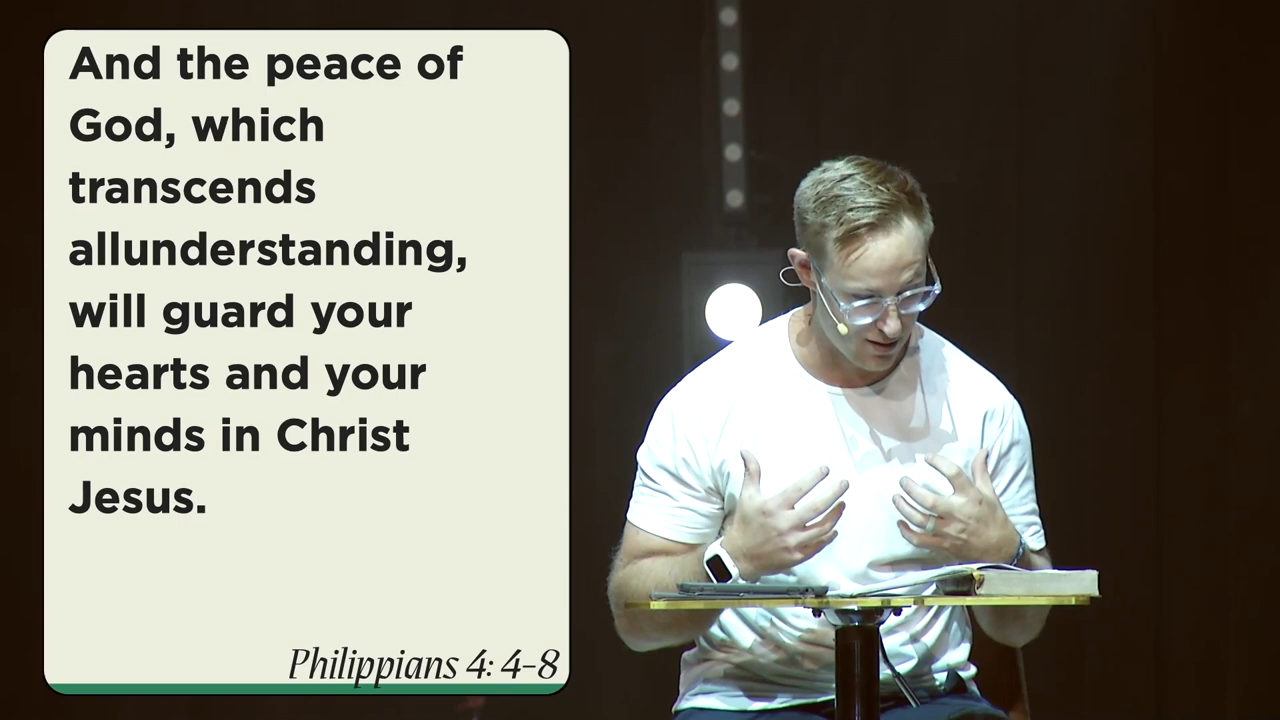 And the peace of
God, which
transcends
allunderstanding,
will guard your
hearts and your
minds in Christ
Jesus.
Philippians 4: 4-8